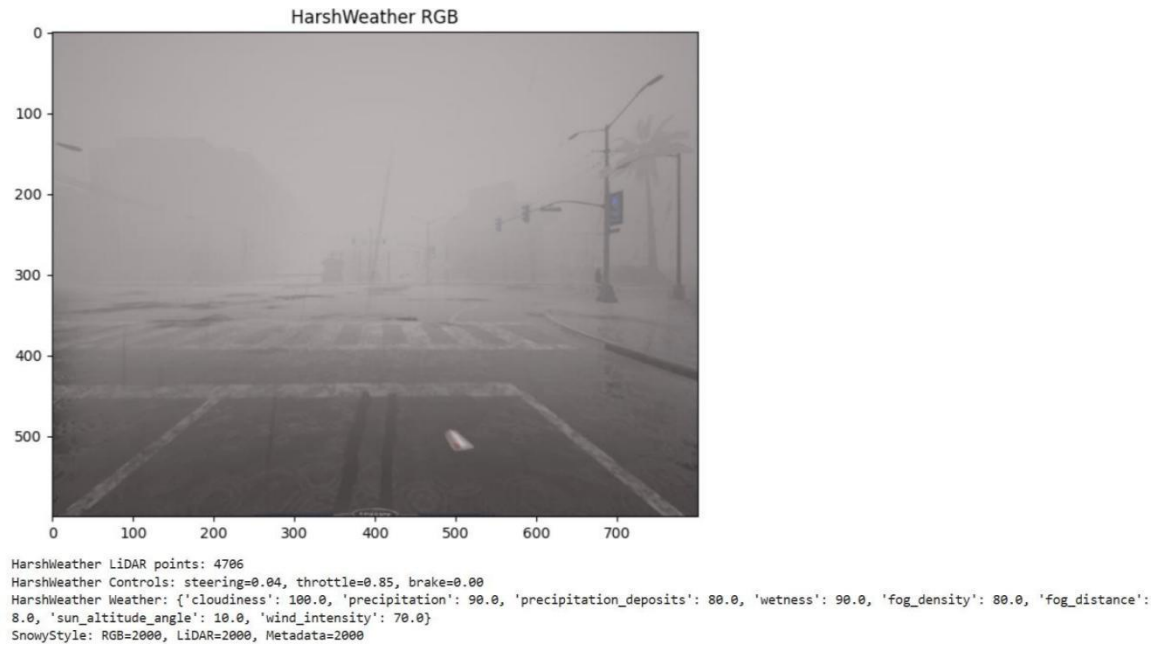 HarshWeather RGB
0
100
200
300
400
500
0 100 200 300 400 500 600 700
HarshWeather LiDAR points: 4706
HarshWeather Controls: steering=0.04, throttle=0.85, brake=0.00
HarshWeather Weather: {'cloudiness': 100.0, 'precipitation': 90.0, 'precipitation_deposits': 80.0, 'wetness': 90.0, 'fog_density': 80.0, 'fog_distance':
8.0, 'sun_altitude_angle': 10.0, 'wind_intensity': 70.0}
SnowyStyle: RGB=2000, LiDAR=2000, Metadata=2000